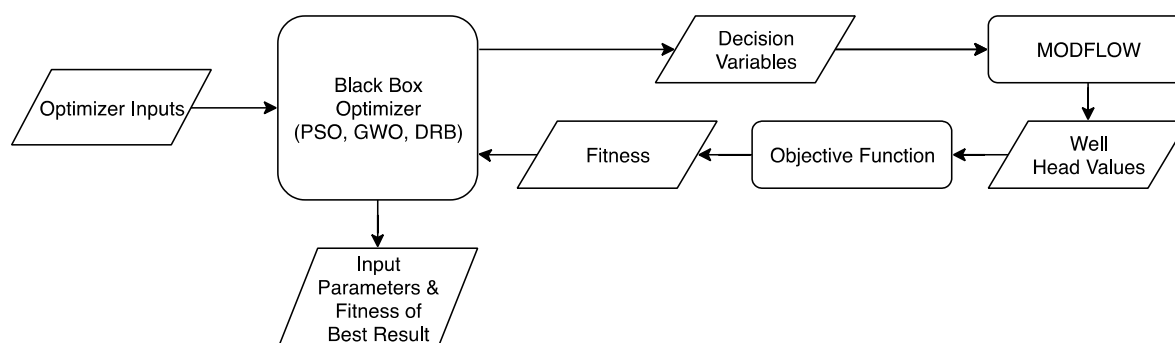 Optimizer Inputs
Black Box
Optimizer
(PSO, GWO, DRB)
Decision
Variables
MODFLOW
Well
Head Values
Objective Function
Fitness
Input
Parameters &
Fitness of
Best Result